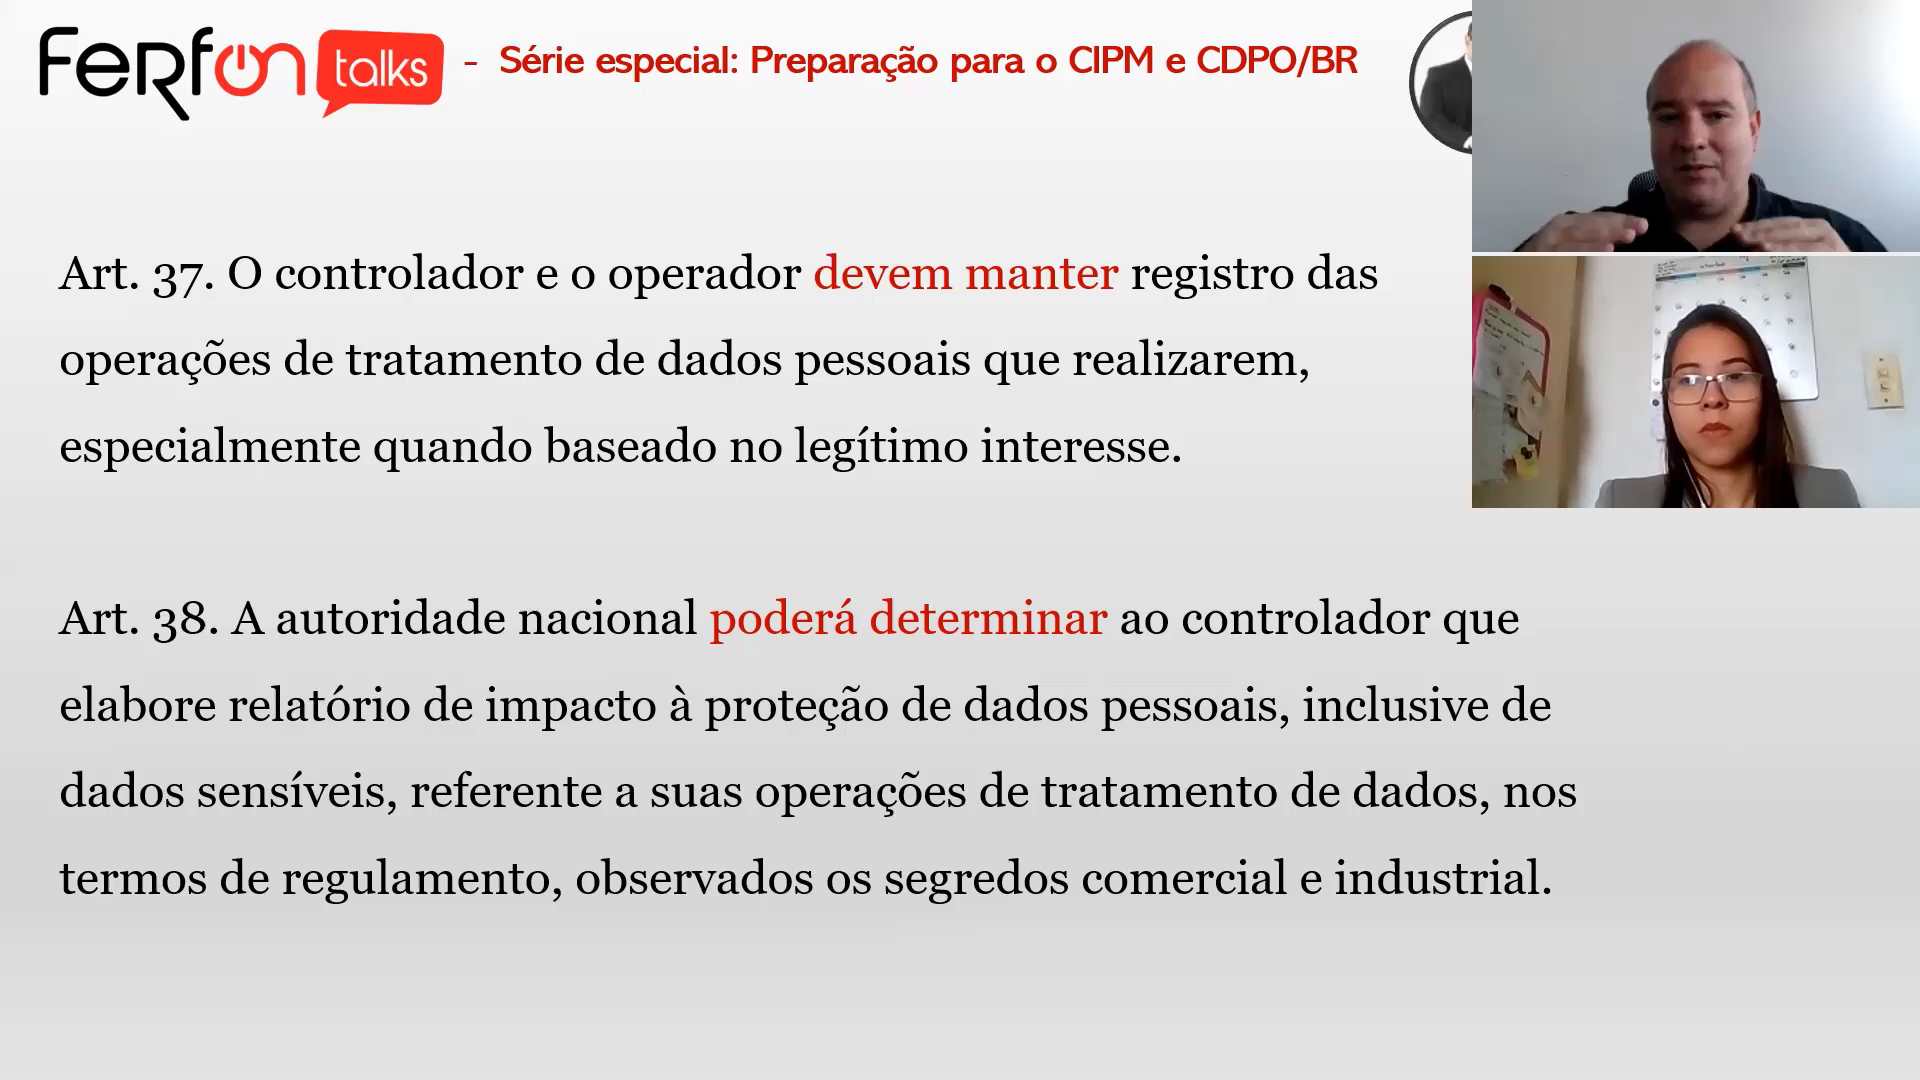 Ferfon talks - Série especial: Preparação para o CIPM e CDPO/BR
Art. 37. O controlador e o operador devem manter registro das
operações de tratamento de dados pessoais que realizarem,
especialmente quando baseado no legítimo interesse.
Art. 38. A autoridade nacional poderá determinar ao controlador que
elabore relatório de impacto à proteção de dados pessoais, inclusive de
dados sensíveis, referente a suas operações de tratamento de dados, nos
termos de regulamento, observados os segredos comercial e industrial.